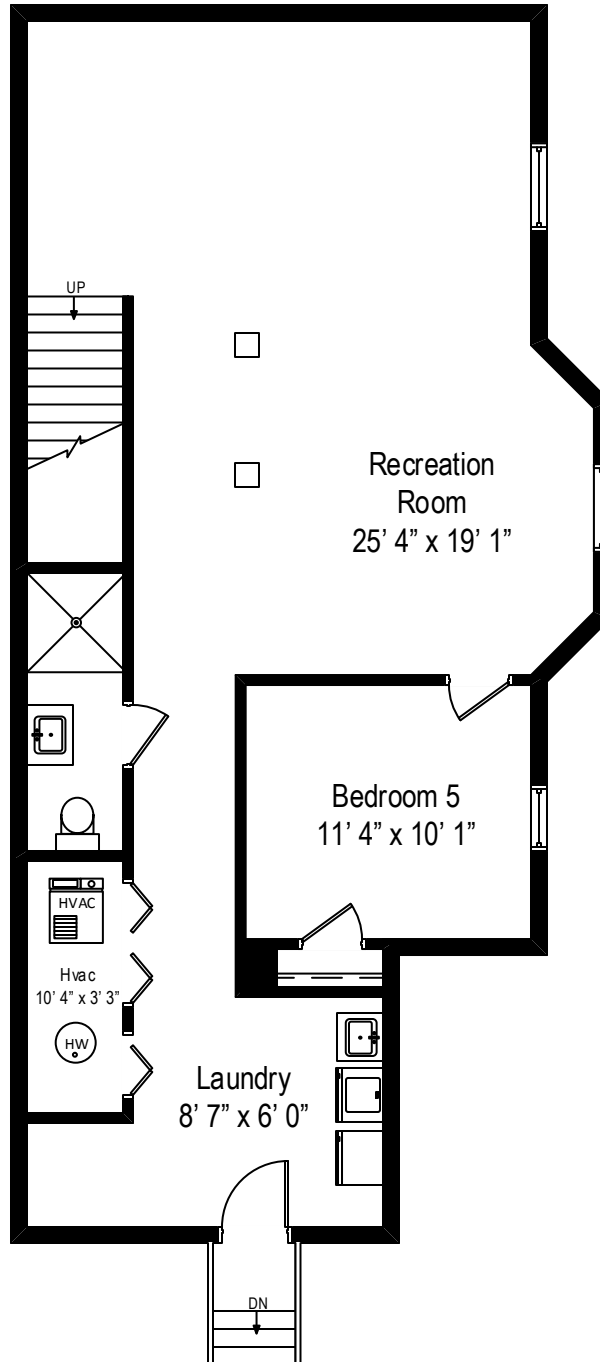 UP
Recreation
Room
25’ 4” x 19’ 1”
Bedroom 5
11’ 4” x 10’ 1”
HVAC
Hvac
10’ 4” x 3’ 3”
HW
Laundry
8’ 7” x 6’ 0”
DN